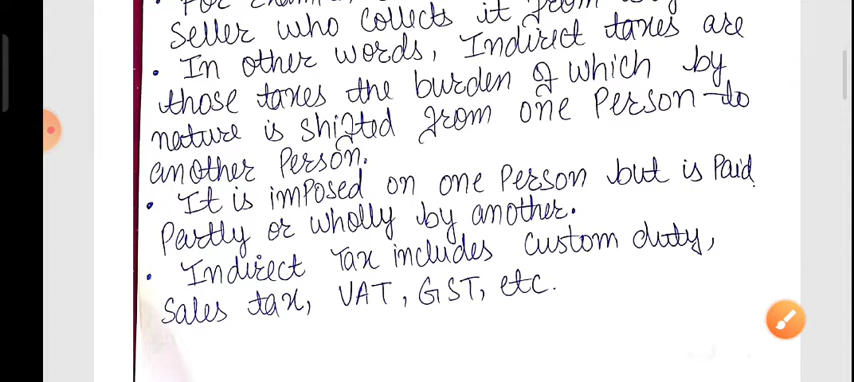 Seller who collects it from
• In other words, Indirect taxes are
those taxes the burden of which by
nature is shifted from one Person to
another Person.
• It is imposed on one Person but is Paid
Partly or wholly by another.
• Indirect Tax includes custom duty,
Sales tax, VAT, GST, etc.